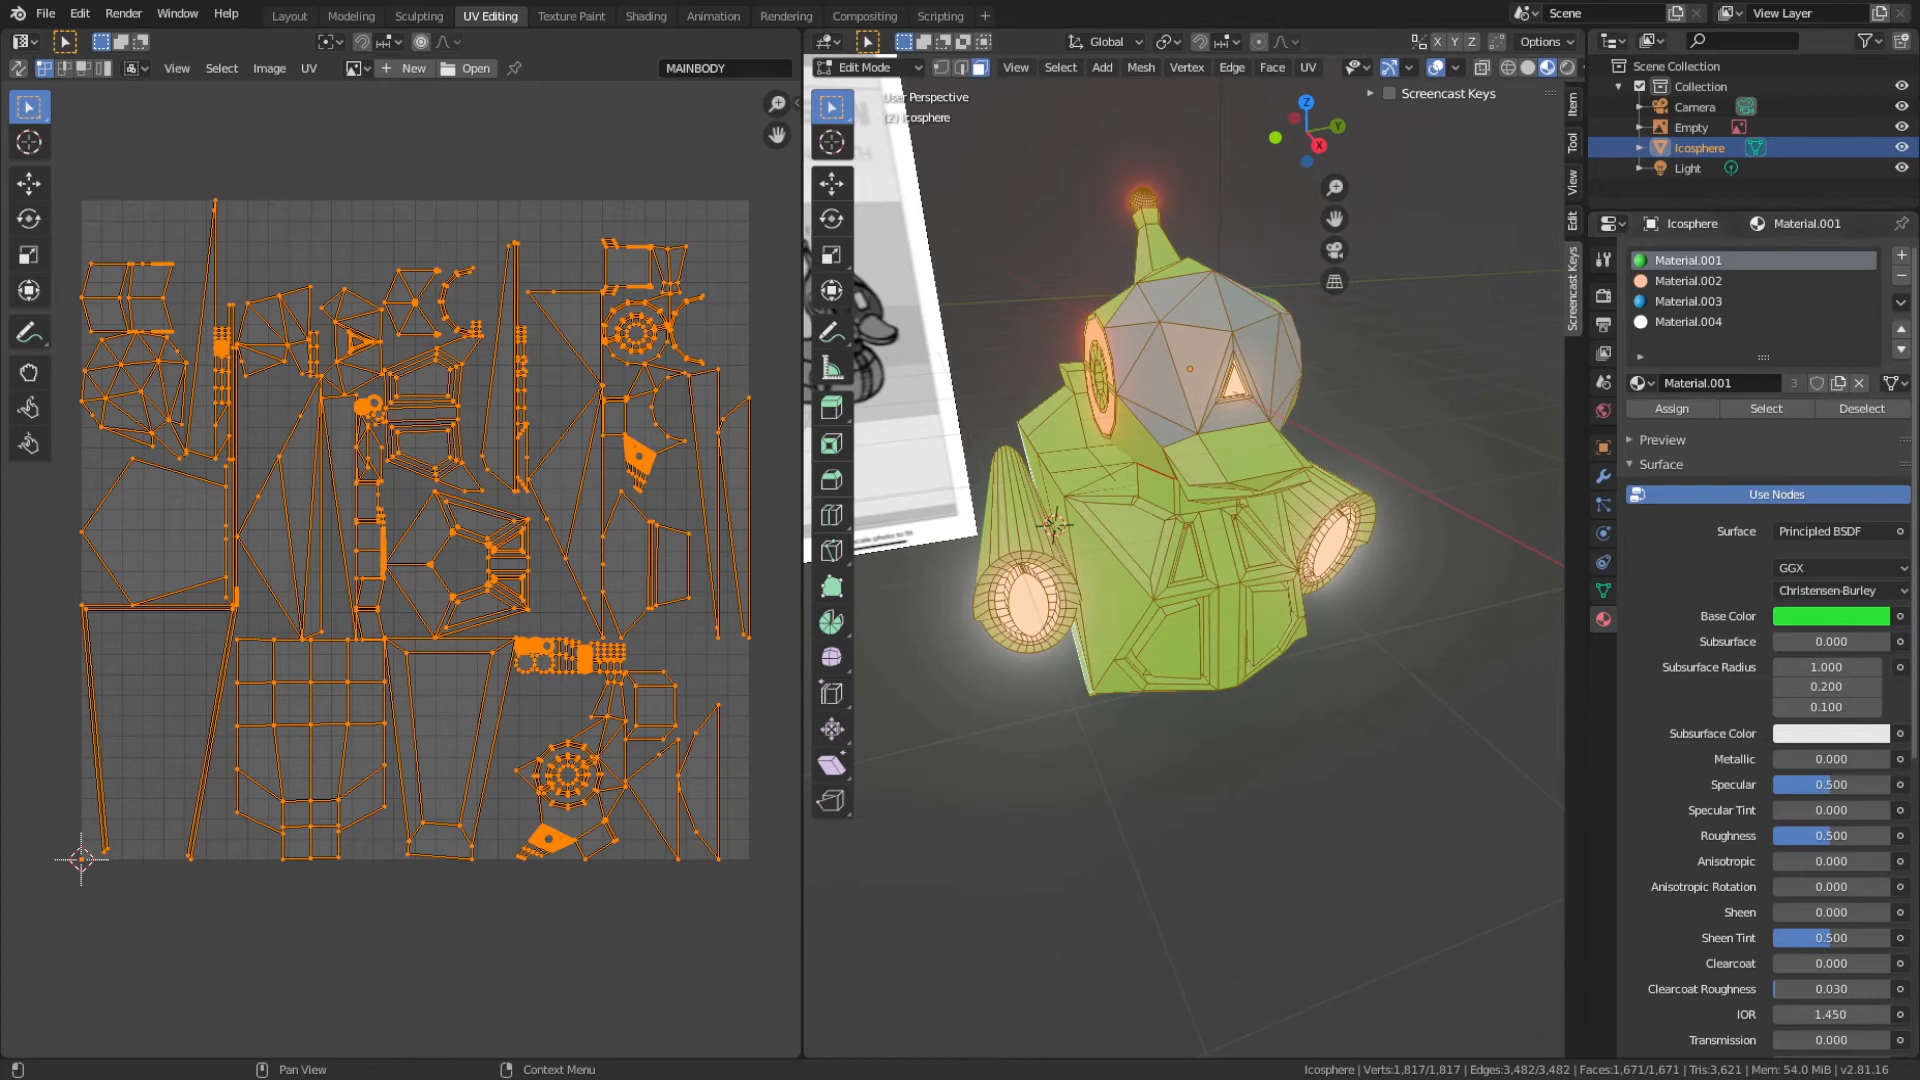 File Edit Render Window Help
Layout Modeling Sculpting UV Editing Texture Paint Shading Animation Rendering Compositing Scripting +
Scene
View Layer
Global
X Y Z
Options
View Select Image UV
+ New
Open
MAINBODY
Edit Mode
View Select Add Mesh Vertex Edge Face UV
User Perspective
(2) Icosphere
Screencast Keys
Z
Y
X
Item
Tool
View
Edit
Screencast Keys
scale photo to fit
Scene Collection
Collection
Camera
Empty
Icosphere
Light
Icosphere
Material.001
Material.001
Material.002
Material.003
Material.004
Material.001
3
Assign
Select
Deselect
Preview
Surface
Use Nodes
Surface Principled BSDF
GGX
Christensen-Burley
Base Color
Subsurface 0.000
Subsurface Radius 1.000
0.200
0.100
Subsurface Color
Metallic 0.000
Specular 0.500
Specular Tint 0.000
Roughness 0.500
Anisotropic 0.000
Anisotropic Rotation 0.000
Sheen 0.000
Sheen Tint 0.500
Clearcoat 0.000
Clearcoat Roughness 0.030
IOR 1.450
Transmission 0.000
Pan View
Context Menu
Icosphere | Verts:1,817/1,817 | Edges:3,482/3,482 | Faces:1,671/1,671 | Tris:3,621 | Mem: 54.0 MiB | v2.81.16